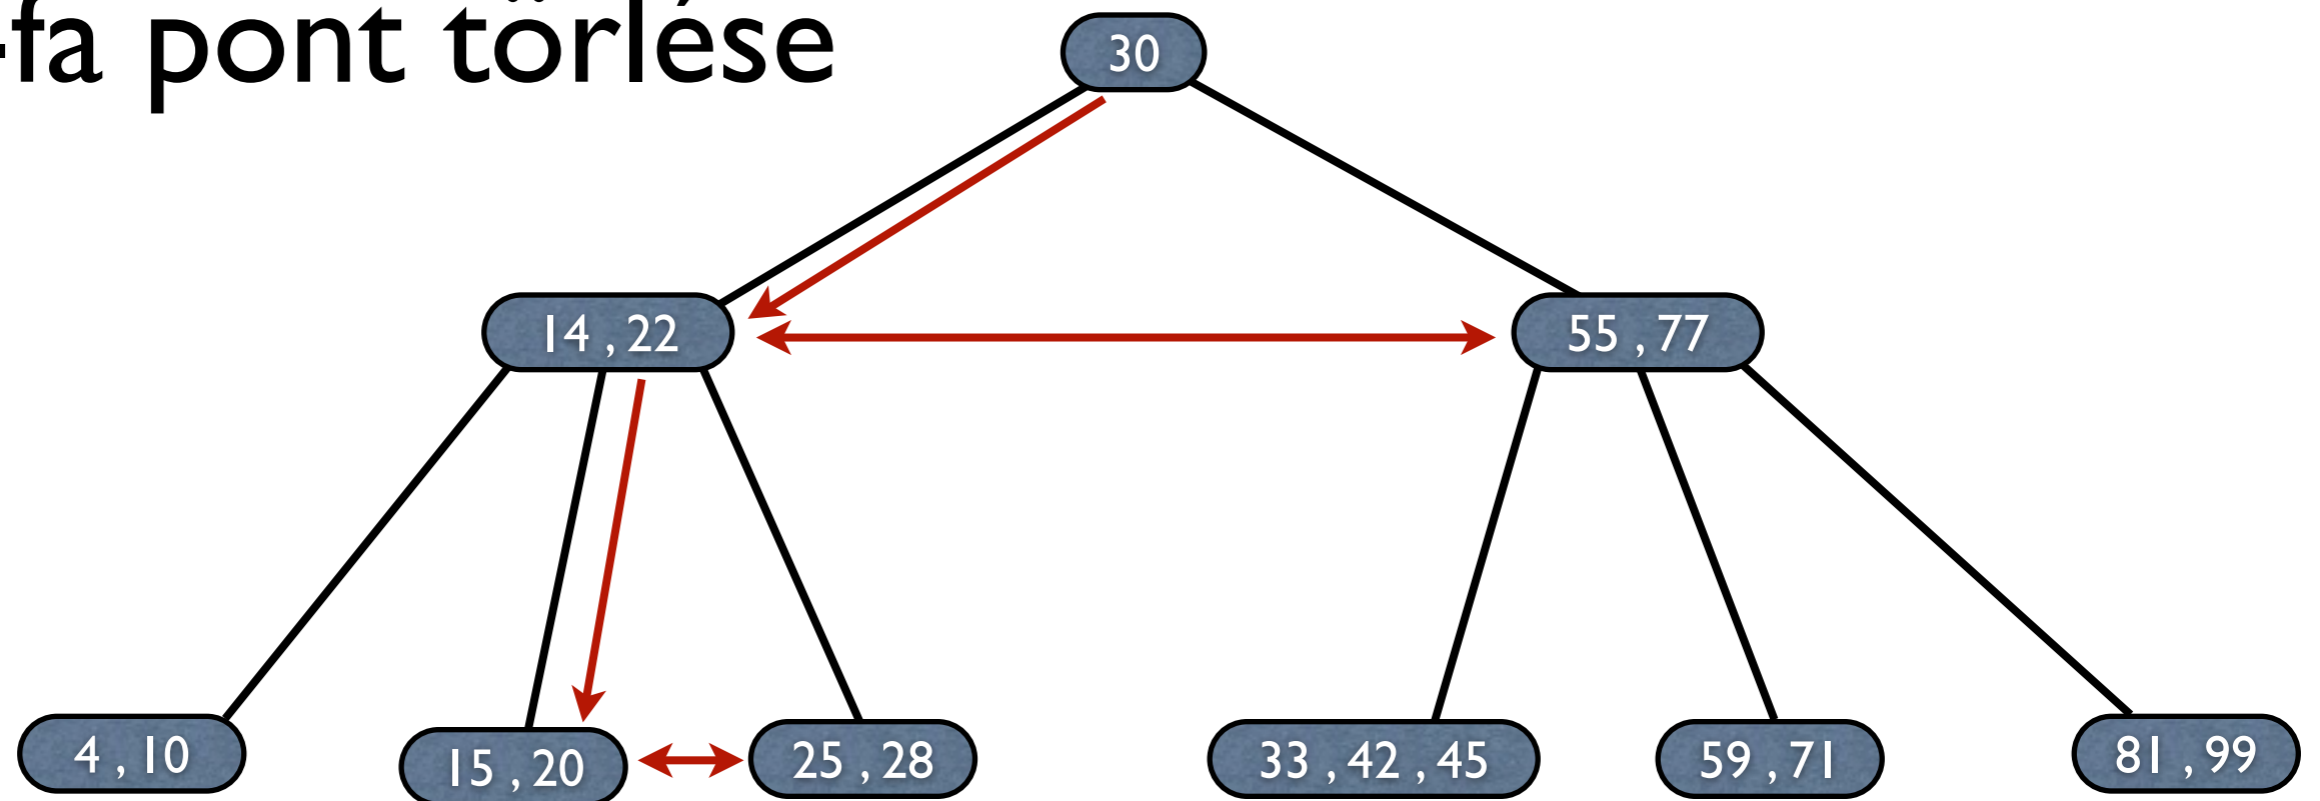 -fa pont törlése
30
14 , 22
55 , 77
4 , 10
15 , 20
25 , 28
33 , 42 , 45
59 , 71
81 , 99